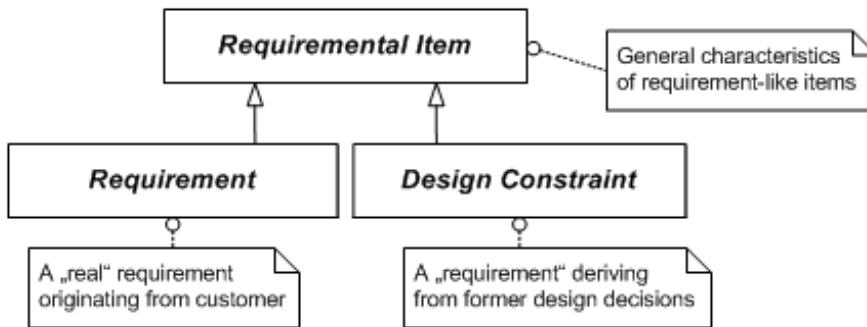 Requiremental Item
General characteristics
of requirement-like items
Requirement
Design Constraint
A „real“ requirement
originating from customer
A „requirement“ deriving
from former design decisions